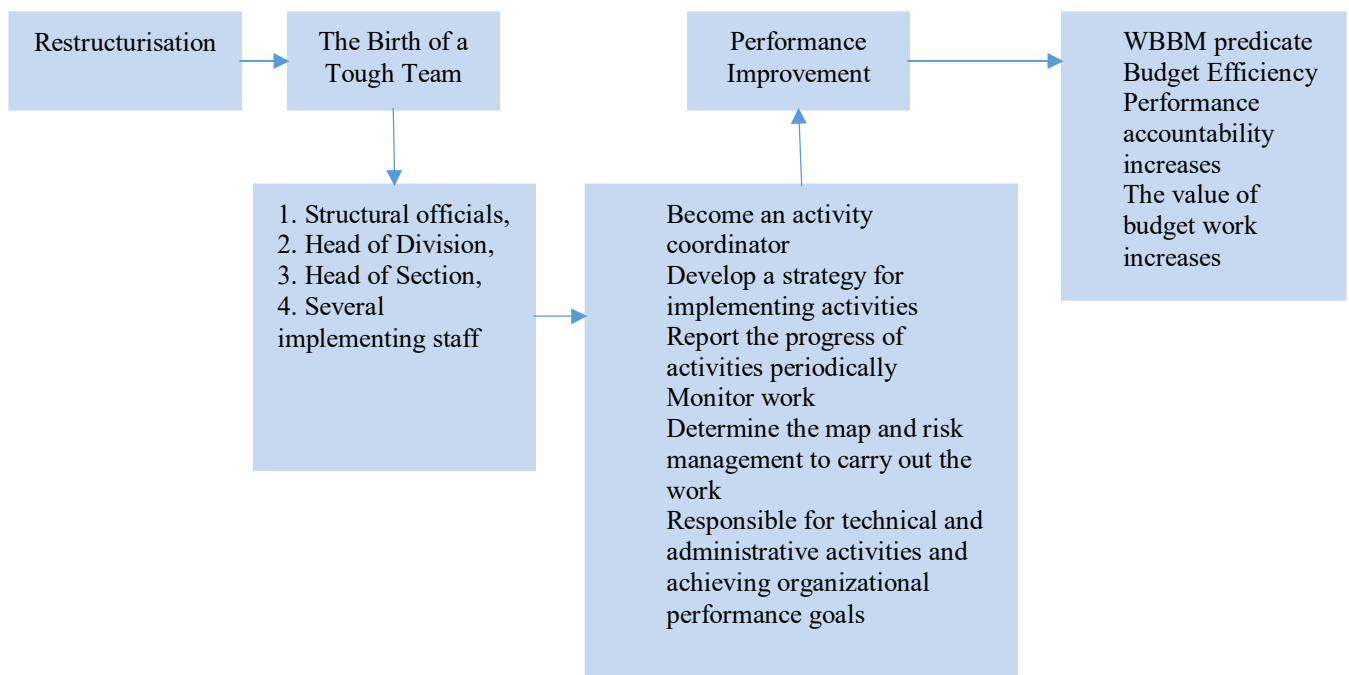 Restructurisation
The Birth of a
Tough Team
Performance
Improvement
WBBM predicate
Budget Efficiency
Performance
accountability
increases
The value of
budget work
increases
1. Structural officials,
2. Head of Division,
3. Head of Section,
4. Several
implementing staff
Become an activity
coordinator
Develop a strategy for
implementing activities
Report the progress of
activities periodically
Monitor work
Determine the map and risk
management to carry out the
work
Responsible for technical and
administrative activities and
achieving organizational
performance goals